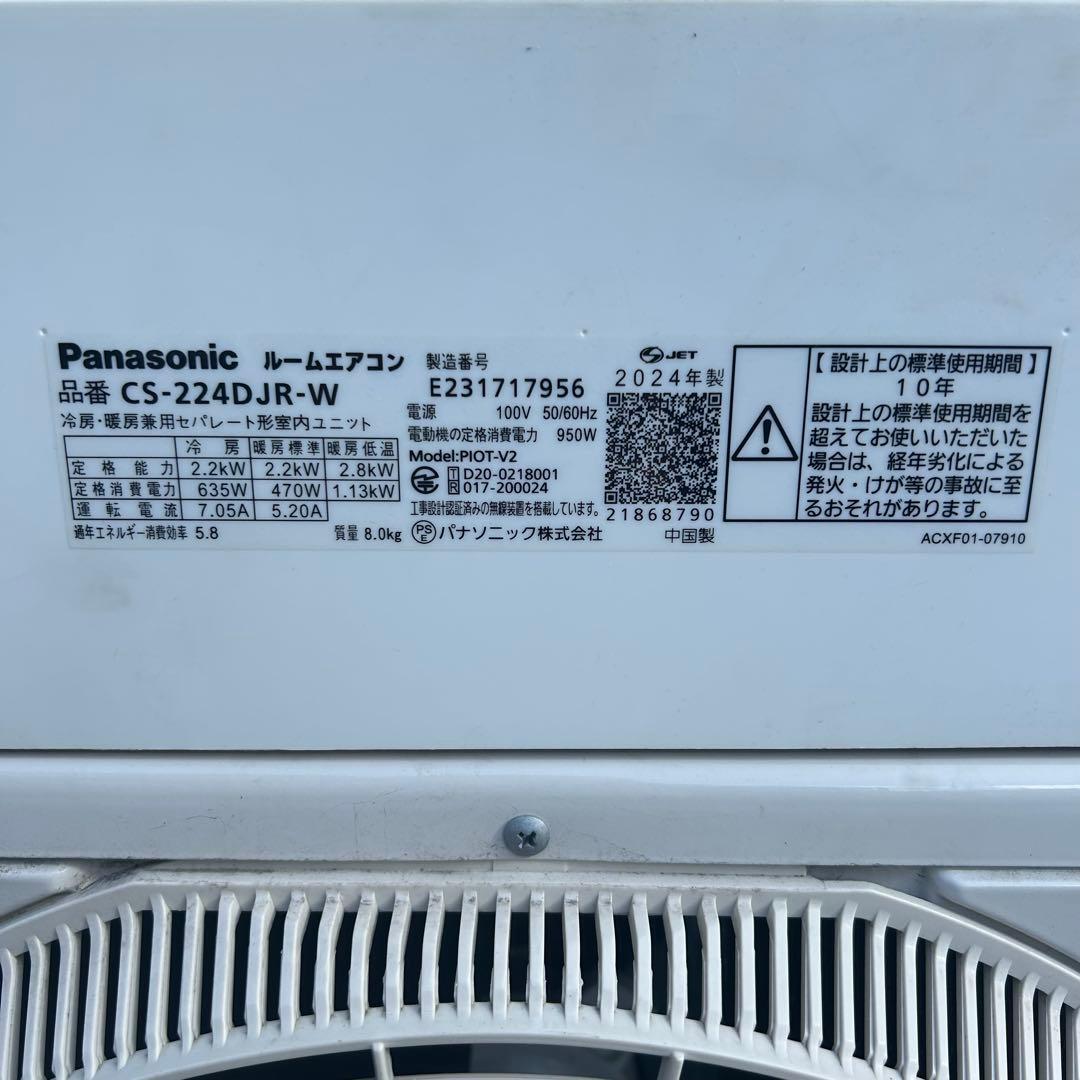 Panasonic ルームエアコン
品番 CS-224DJR-W
冷房・暖房兼用セパレート形室内ユニット
冷房 暖房標準 暖房低温
定格能力 2.2kW 2.2kW 2.8kW
定格消費電力 635W 470W 1.13kW
運転電流 7.05A 5.20A
通年エネルギー消費効率 5.8 質量 8.0kg
製造番号
E231717956
電源 100V 50/60Hz
電動機の定格消費電力 950W
Model:PIOT-V2
T D20-0218001
R 017-200024
工事設計認証済みの無線装置を搭載しています。
PSE パナソニック株式会社
S JET
2024年製
21868790
中国製
【設計上の標準使用期間】
10年
設計上の標準使用期間を
超えてお使いいただいた
場合は、経年劣化による
発火・けが等の事故に至
るおそれがあります。
ACXF01-07910